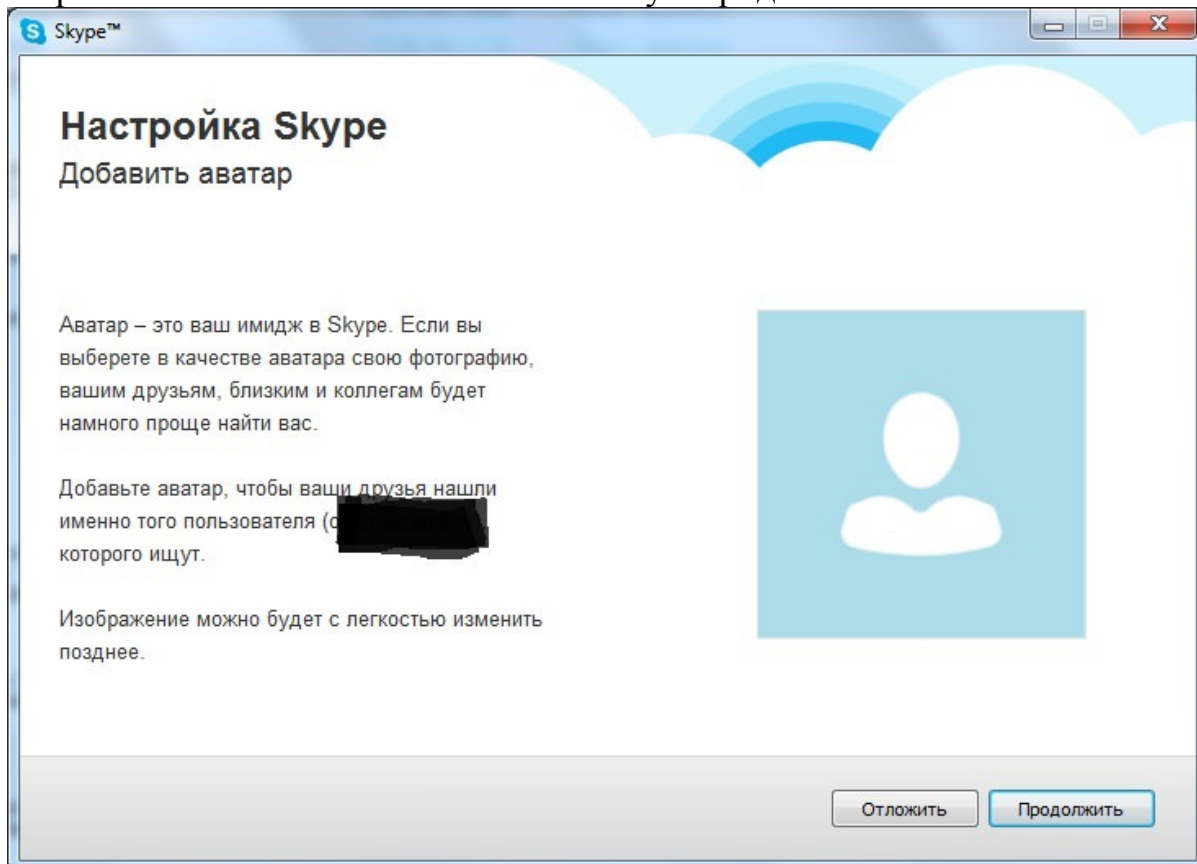 Skype™
Настройка Skype
Добавить аватар
Аватар – это ваш имидж в Skype. Если вы
выберете в качестве аватара свою фотографию,
вашим друзьям, близким и коллегам будет
намного проще найти вас.
Добавьте аватар, чтобы ваши друзья нашли
именно того пользователя
которого ищут.
Изображение можно будет с легкостью изменить
позднее.
Отложить
Продолжить